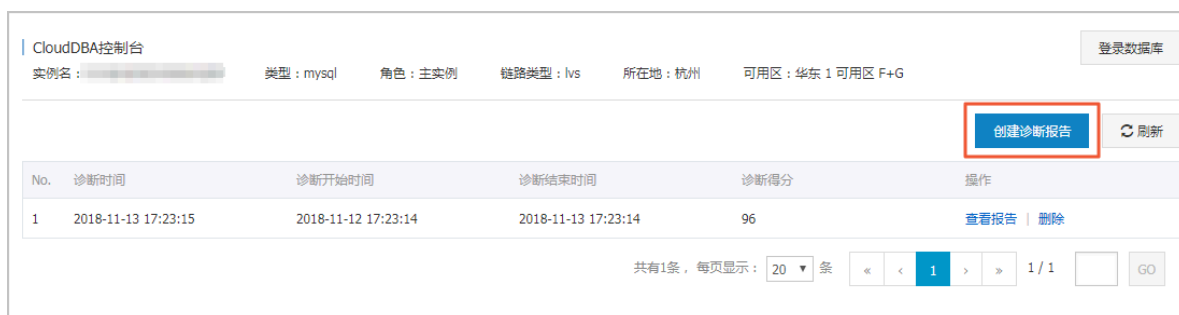 CloudDBA控制台 登录数据库
实例名： 类型：mysql 角色：主实例 链路类型：lvs 所在地：杭州 可用区：华东 1 可用区 F+G
创建诊断报告 刷新
No. 诊断时间 诊断开始时间 诊断结束时间 诊断得分 操作
1 2018-11-13 17:23:15 2018-11-12 17:23:14 2018-11-13 17:23:14 96 查看报告 | 删除
共有1条， 每页显示： 20 ▼ 条 « ‹ 1 › » 1 / 1 GO